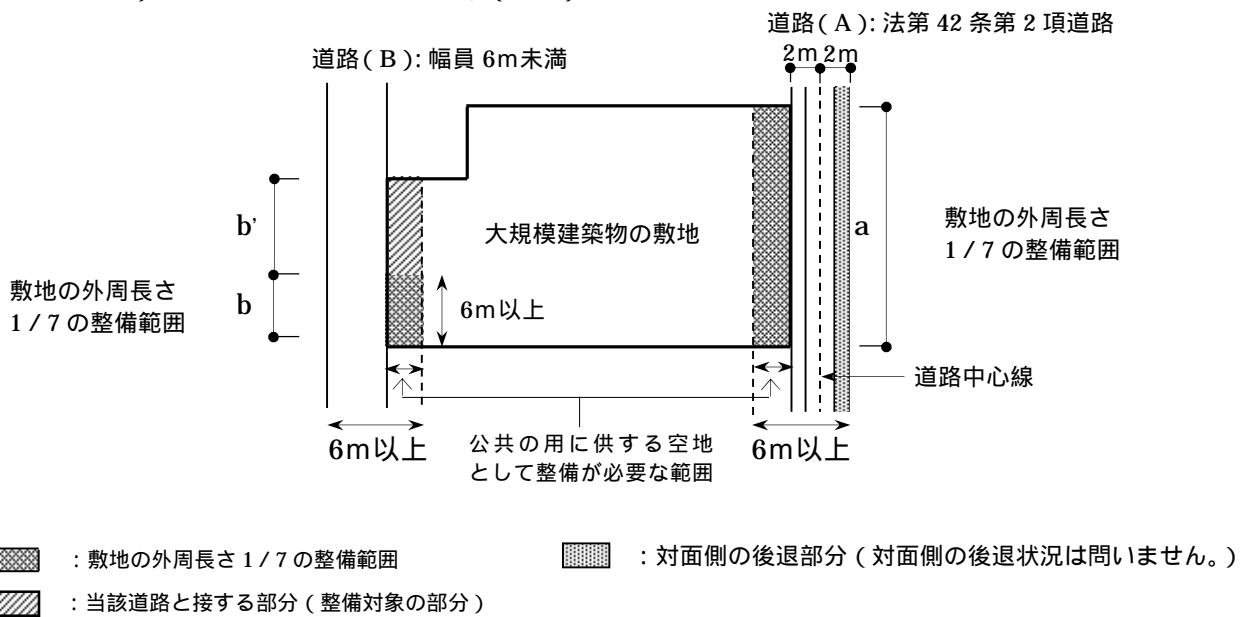 道路(A):法第42条第2項道路
道路(B):幅員6m未満
2m 2m
大規模建築物の敷地
a
敷地の外周長さ
1/7の整備範囲
b'
b
敷地の外周長さ
1/7の整備範囲
6m以上
道路中心線
6m以上
公共の用に供する空地
として整備が必要な範囲
6m以上
:敷地の外周長さ1/7の整備範囲
:対面側の後退部分(対面側の後退状況は問いません。)
:当該道路と接する部分(整備対象の部分)